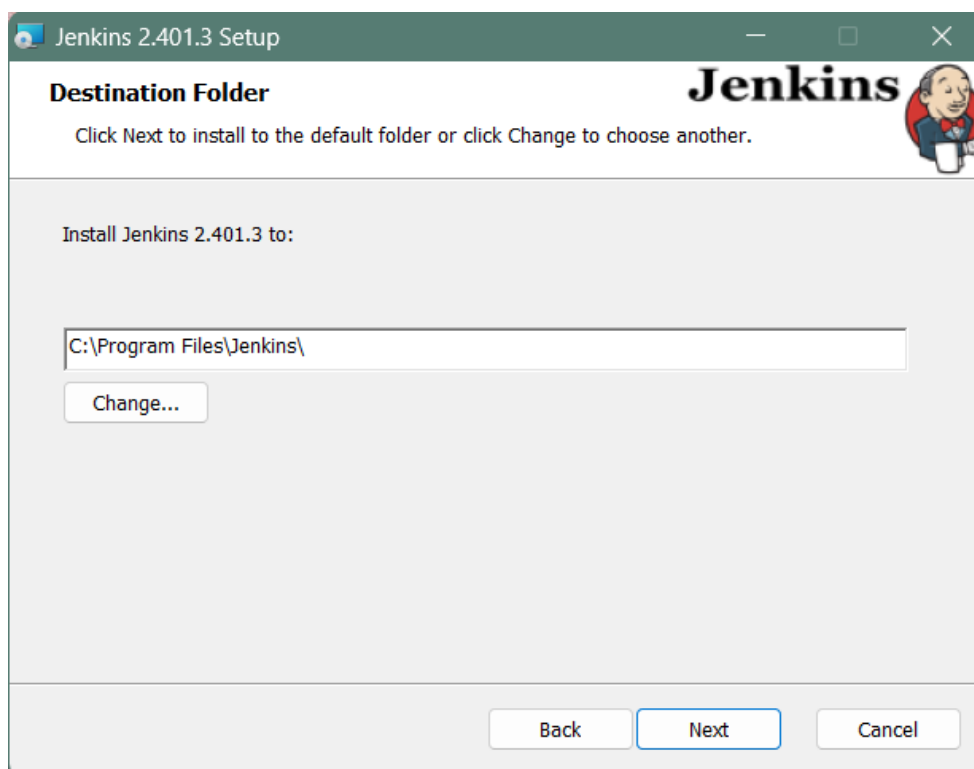 Jenkins 2.401.3 Setup
Destination Folder
Jenkins
Click Next to install to the default folder or click Change to choose another.
Install Jenkins 2.401.3 to:
C:\Program Files\Jenkins\
Change...
Back Next Cancel